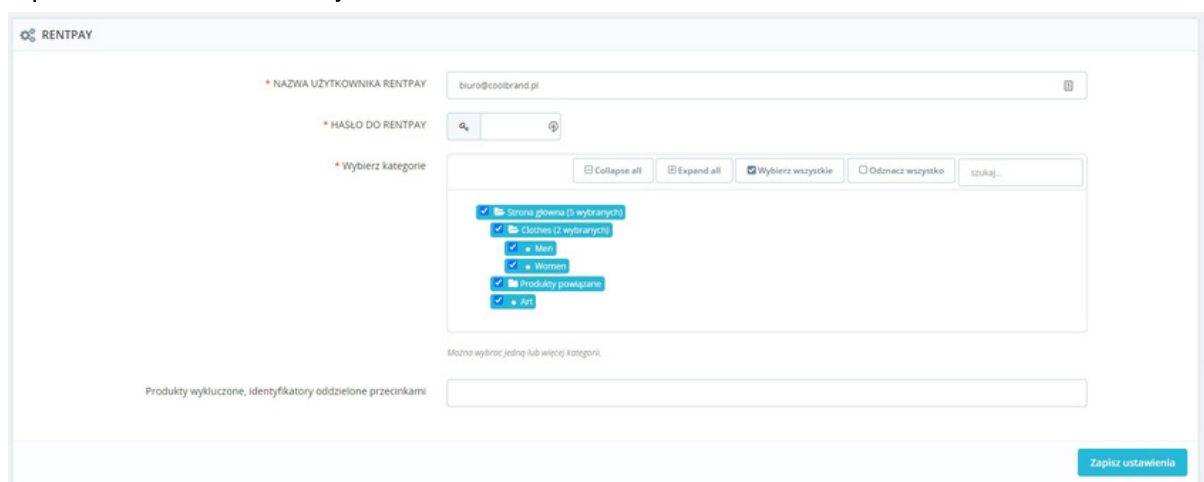 RENTPAY
* NAZWA UŻYTKOWNIKA RENTPAY
biuro@coolbrand.pl
* HASŁO DO RENTPAY
* Wybierz kategorie
Collapse all Expand all Wybierz wszystkie Odznacz wszystko szukaj...
Strona główna (5 wybranych)
Clothes (2 wybranych)
Men
Women
Produkty powiązane
Art
Można wybrać jedną lub więcej kategorii.
Produkty wykluczone, identyfikatory oddzielone przecinkami
Zapisz ustawienia